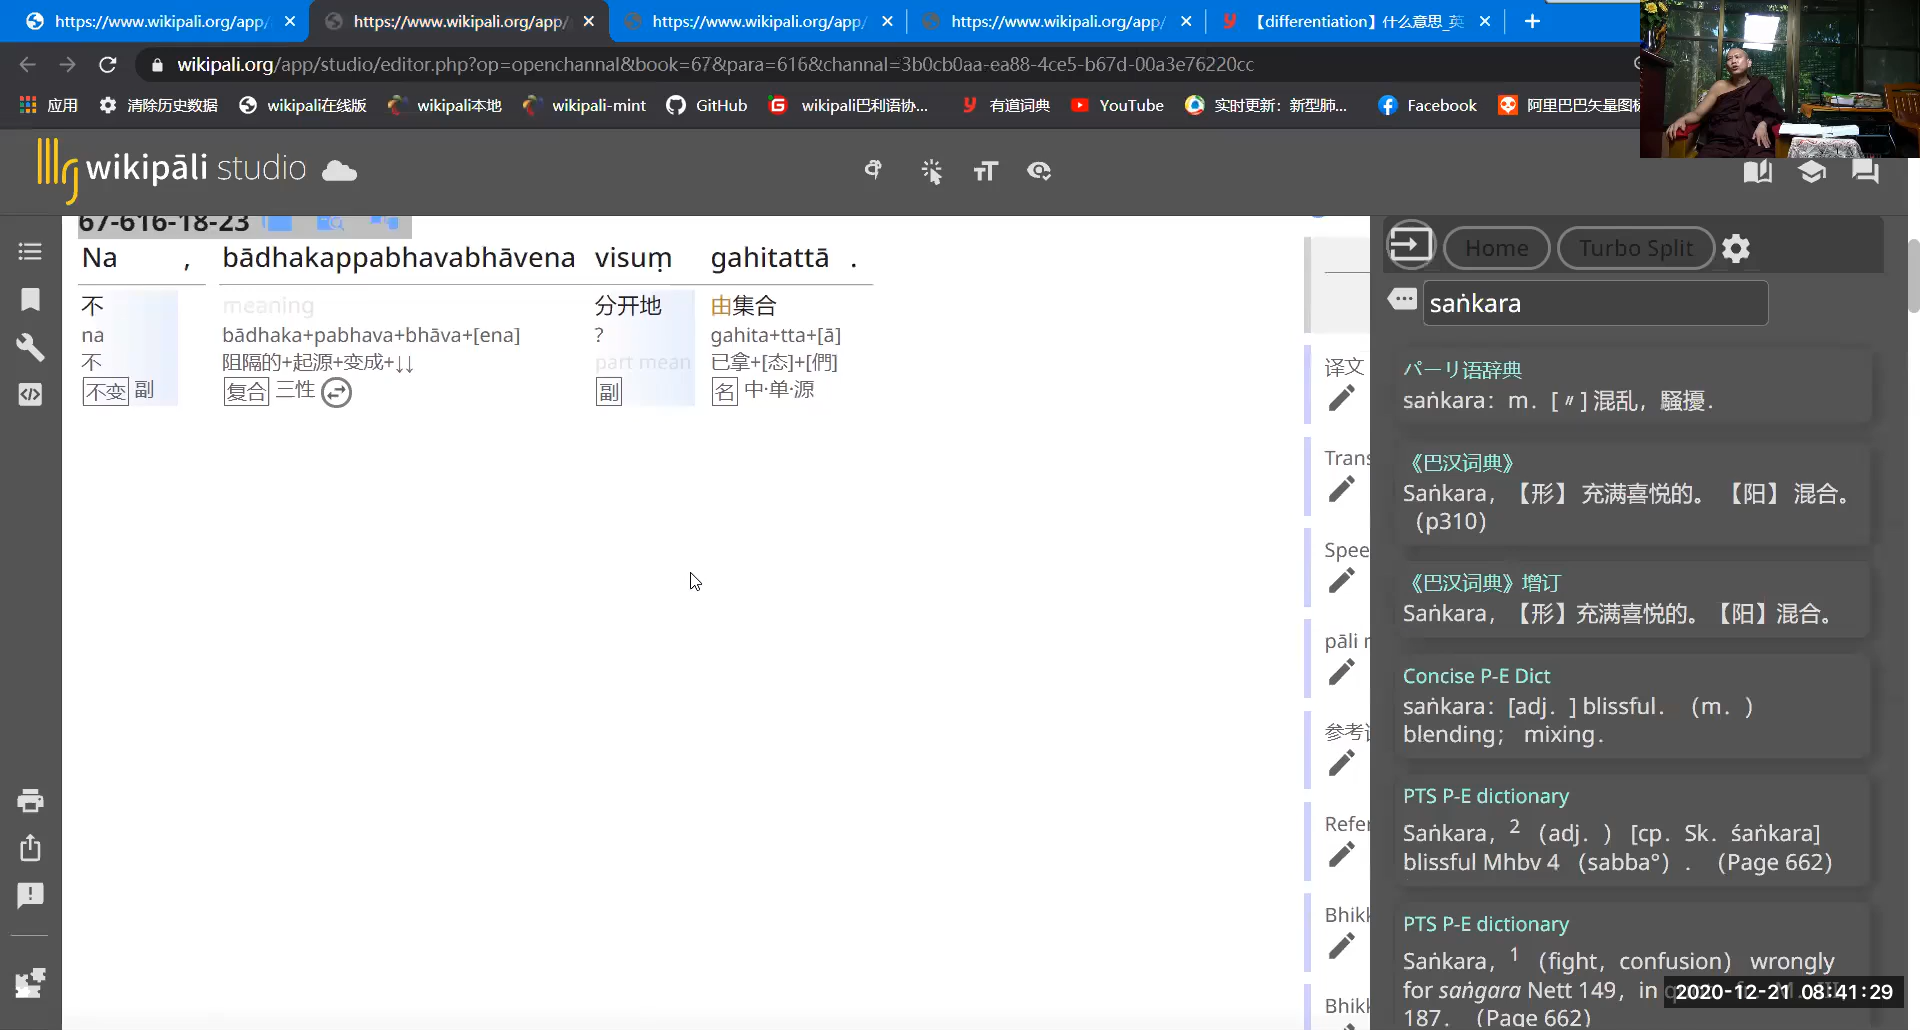 https://www.wikipali.org/app/
https://www.wikipali.org/app/
https://www.wikipali.org/app/
https://www.wikipali.org/app/
【differentiation】什么意思_英
wikipali.org/app/studio/editor.php?op=openchannal&book=67&para=616&channal=3b0cb0aa-ea88-4ce5-b67d-00a3e76220cc
应用 清除历史数据 wikipali在线版 wikipali本地 wikipali-mint GitHub wikipali巴利语协... 有道词典 YouTube 实时更新：新型肺... Facebook 阿里巴巴矢量图标
wikipāli studio
67-616-18-23
Na , bādhakappabhavabhāvena visuṃ gahitattā .
不 meaning 分开地 由集合
na bādhaka+pabhava+bhāva+[ena] ? gahita+tta+[ā]
不 阻隔的+起源+变成+↓↓ part mean 已拿+[态]+[們]
不变 副 复合 三性 副 名 中·单·源
译文
Trans
Spee
pāli
参考
Refer
Bhikk
Bhikk
Home Turbo Split
saṅkara
パーリ语辞典
saṅkara：m．[〃] 混乱，騒擾．
《巴汉词典》
Saṅkara，【形】 充满喜悦的。【阳】 混合。
（p310）
《巴汉词典》增订
Saṅkara，【形】充满喜悦的。【阳】混合。
Concise P-E Dict
saṅkara：[adj．] blissful．（m．）
blending； mixing．
PTS P-E dictionary
Saṅkara，2（adj．）[cp．Sk．śaṅkara]
blissful Mhbv 4（sabba°）．（Page 662）
PTS P-E dictionary
Saṅkara，1（fight，confusion） wrongly
for saṅgara Nett 149，in
187．（Page 662）
2020-12-21 08:41:29